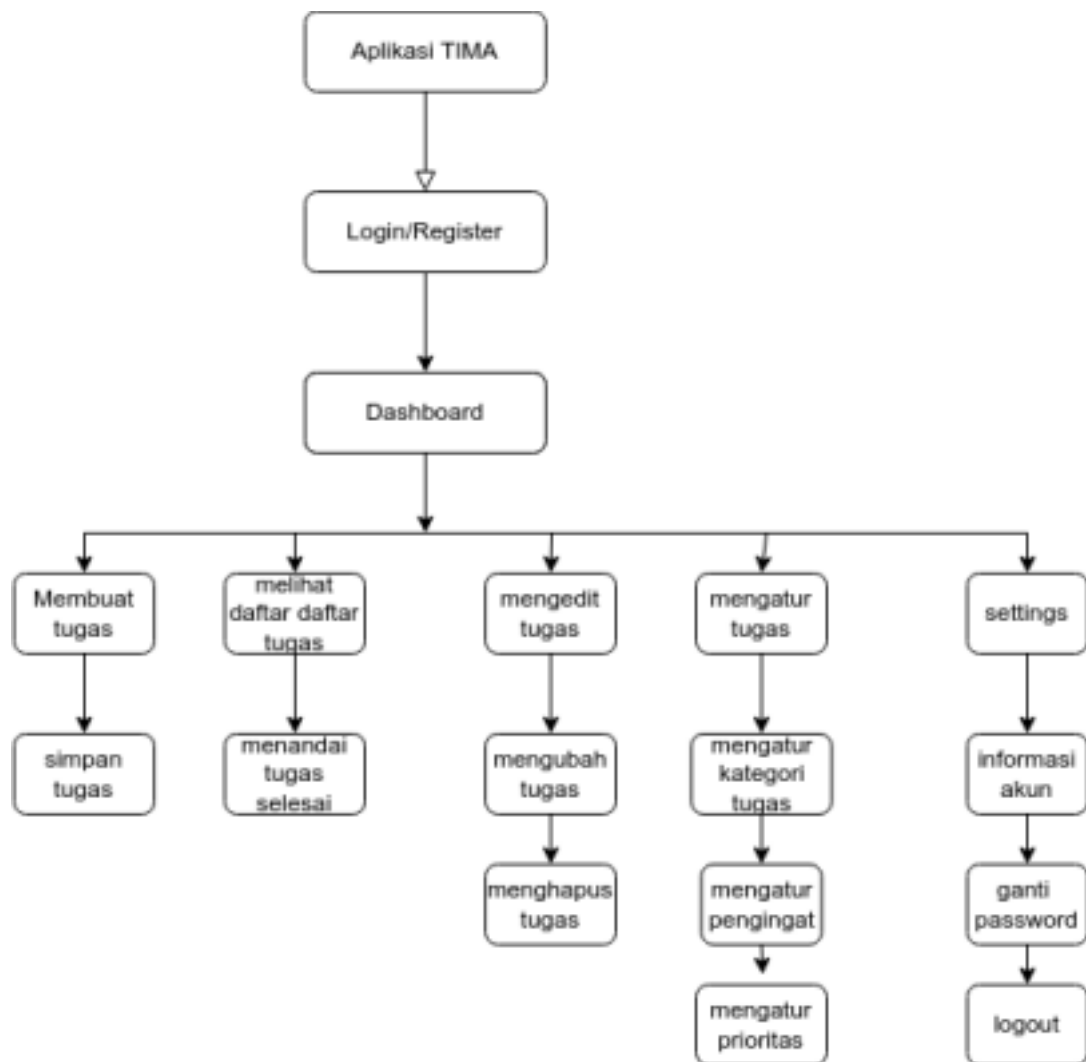 Aplikasi TIMA
Login/Register
Dashboard
Membuat
tugas
melihat
daftar daftar
tugas
mengedit
tugas
mengatur
tugas
settings
simpan
tugas
menandai
tugas
selesai
mengubah
tugas
mengatur
kategori
tugas
informasi
akun
menghapus
tugas
mengatur
pengingat
ganti
password
mengatur
prioritas
logout